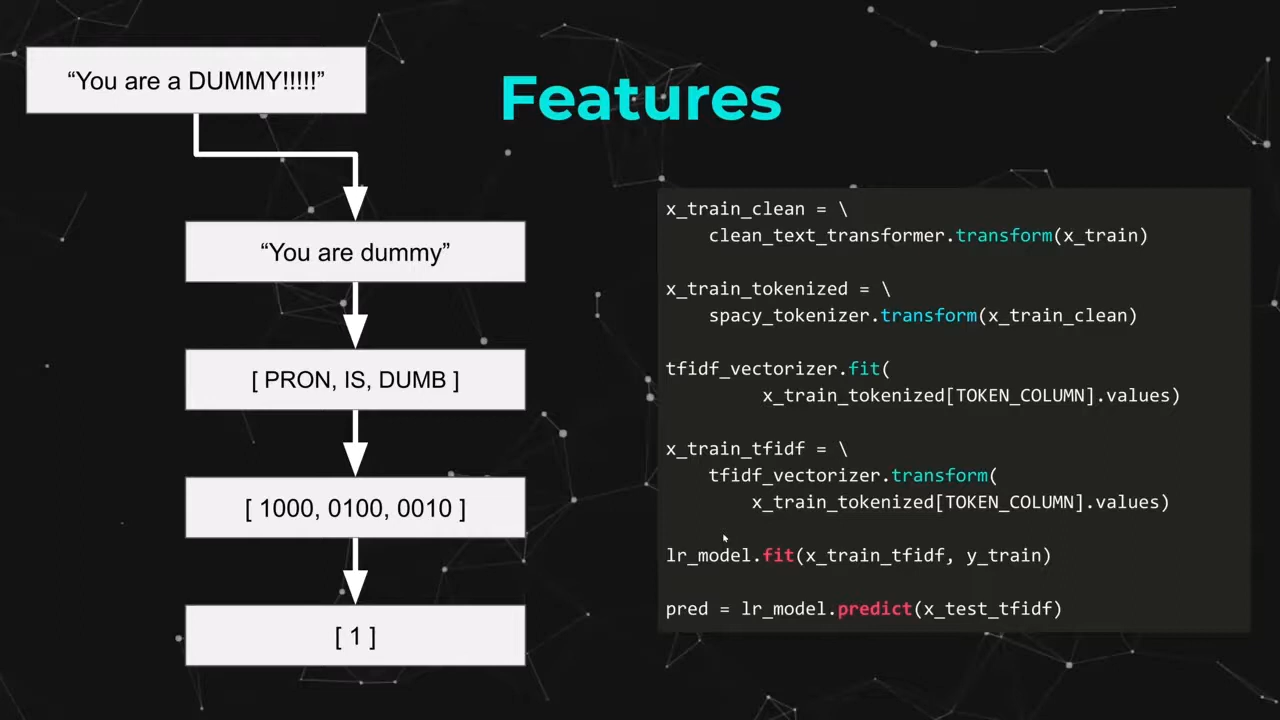 “You are a DUMMY!!!!!”
Features
“You are dummy”
[ PRON, IS, DUMB ]
[ 1000, 0100, 0010 ]
[ 1 ]
x_train_clean = \
clean_text_transformer.transform(x_train)
x_train_tokenized = \
spacy_tokenizer.transform(x_train_clean)
tfidf_vectorizer.fit(
x_train_tokenized[TOKEN_COLUMN].values)
x_train_tfidf = \
tfidf_vectorizer.transform(
x_train_tokenized[TOKEN_COLUMN].values)
lr_model.fit(x_train_tfidf, y_train)
pred = lr_model.predict(x_test_tfidf)